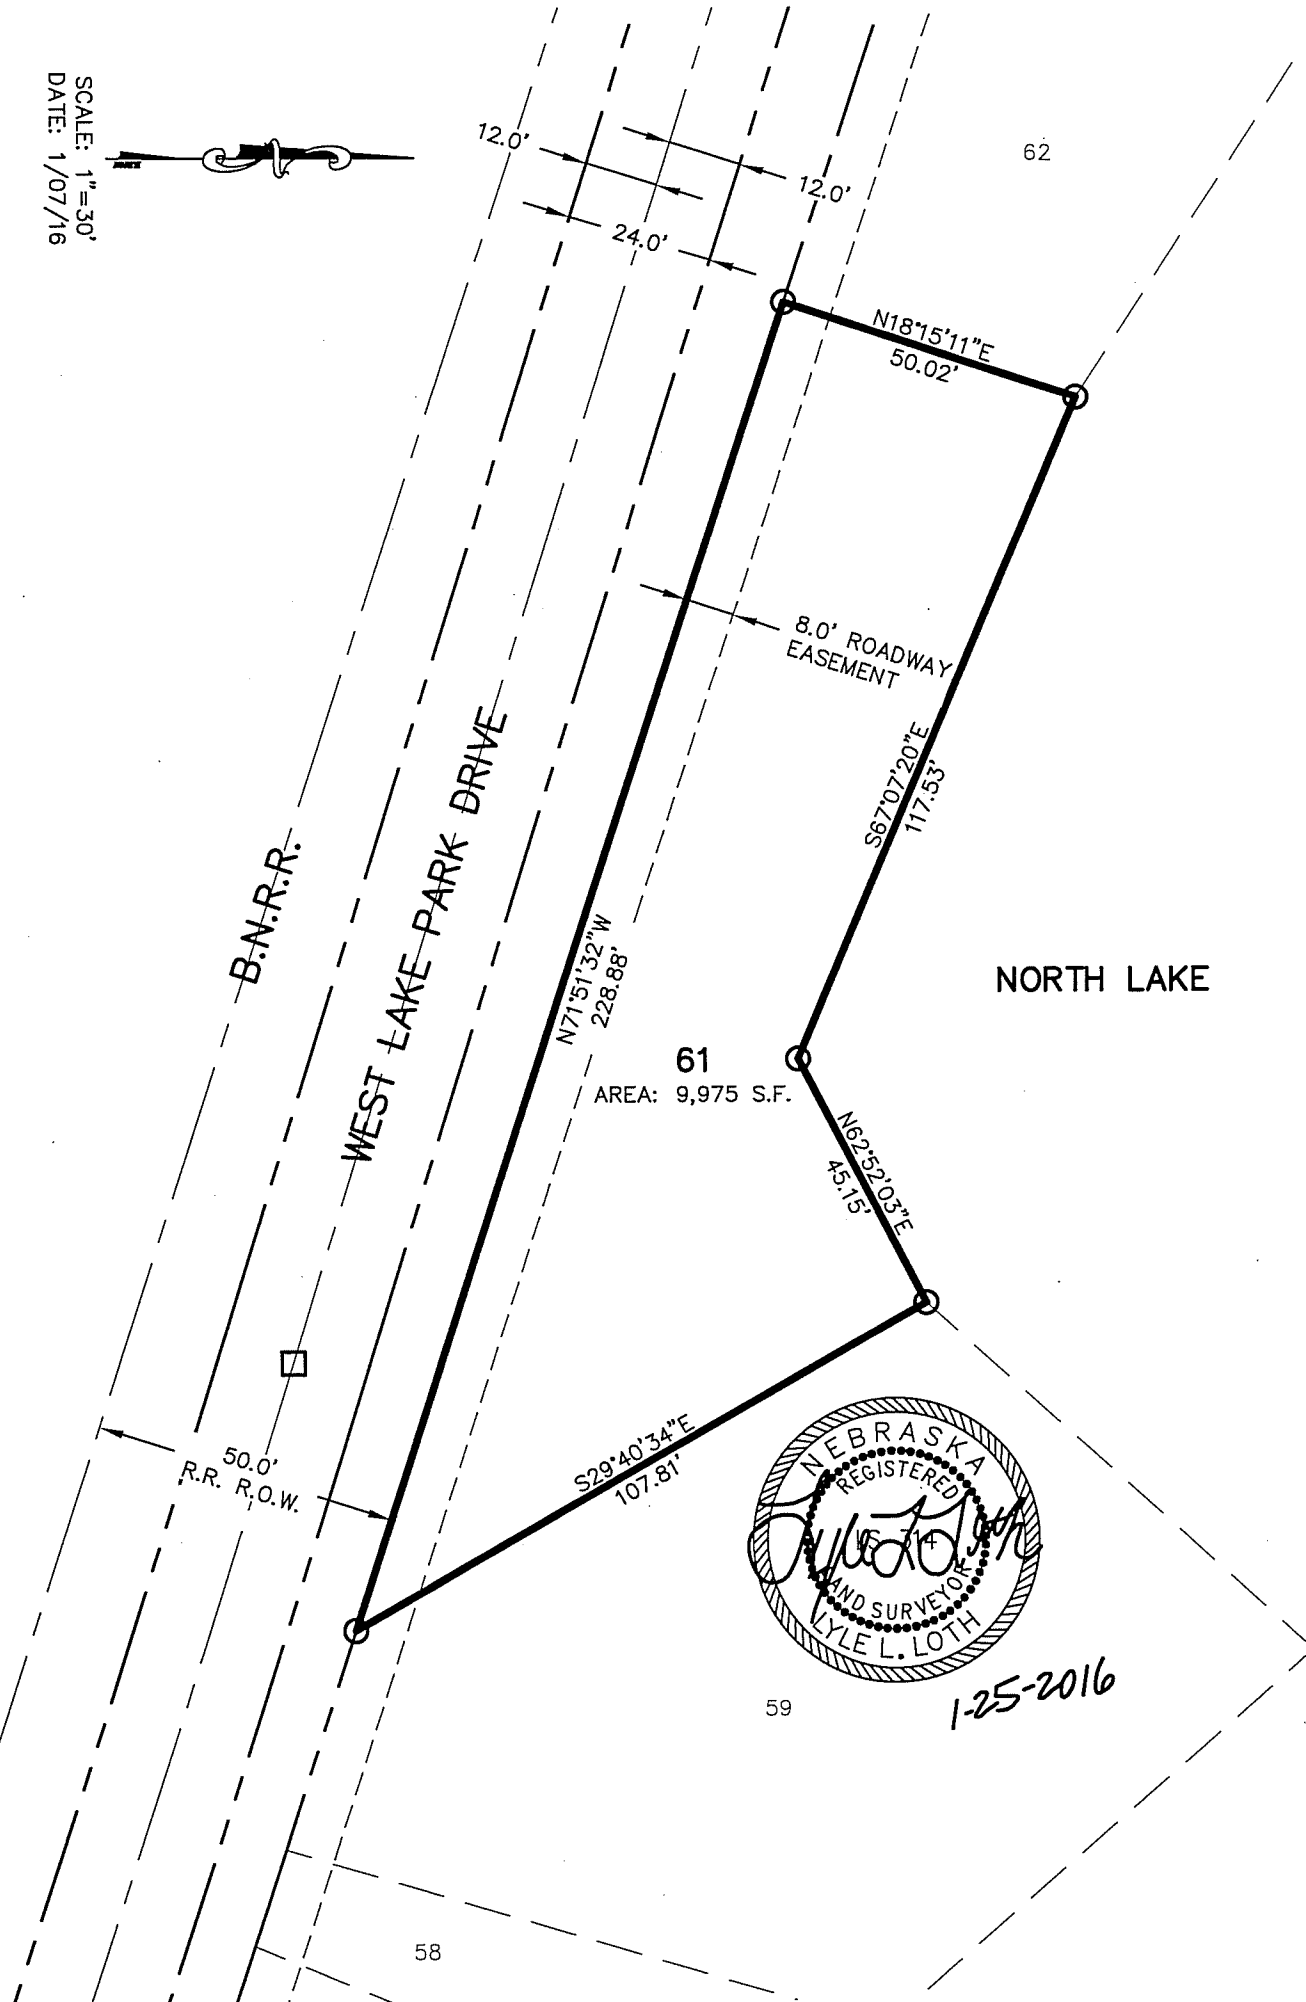 SCALE: 1"=30'
DATE: 1/07/16
12.0'
12.0'
24.0'
62
N18°15'11"E
50.02'
8.0' ROADWAY
EASEMENT
S67°07'20"E
117.53'
B.N.R.R.
WEST LAKE PARK DRIVE
N71°51'32"W
228.88'
NORTH LAKE
61
AREA: 9,975 S.F.
N62°52'03"E
45.15'
50.0'
R.R. R.O.W.
S29°40'34"E
107.81'
NEBRASKA
REGISTERED
LAND SURVEYOR
LYLE L. LOTH
1-25-2016
59
58